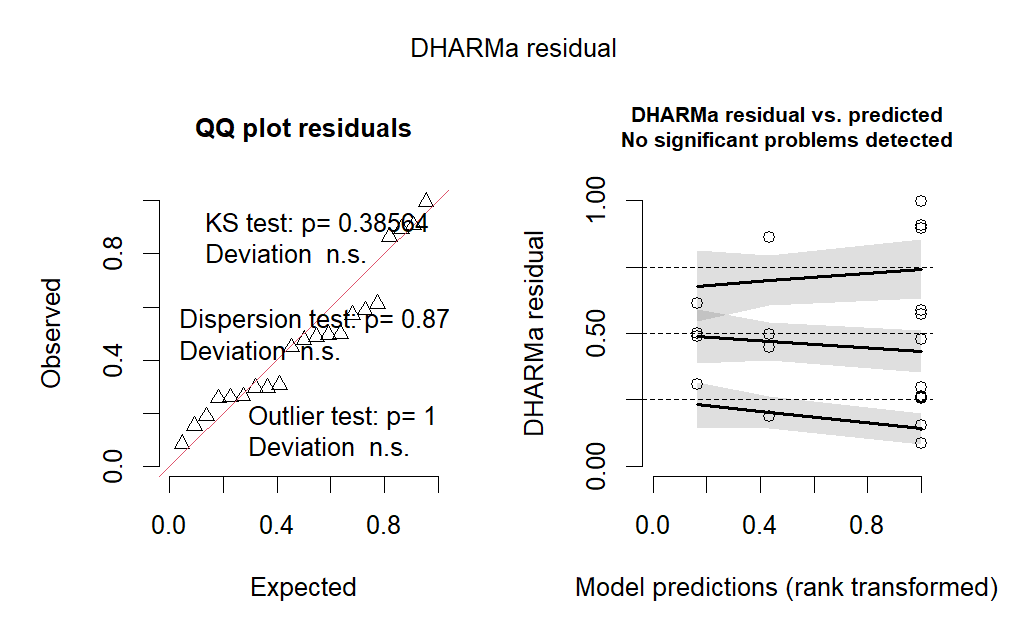 DHARMa residual
QQ plot residuals
KS test: p= 0.38564
Deviation  n.s.
Dispersion test: p= 0.87
Deviation  n.s.
Outlier test: p= 1
Deviation  n.s.
Observed
0.0
0.4
0.8
0.0
0.4
0.8
Expected
DHARMa residual vs. predicted
No significant problems detected
DHARMa residual
0.00
0.50
1.00
0.0
0.4
0.8
Model predictions (rank transformed)